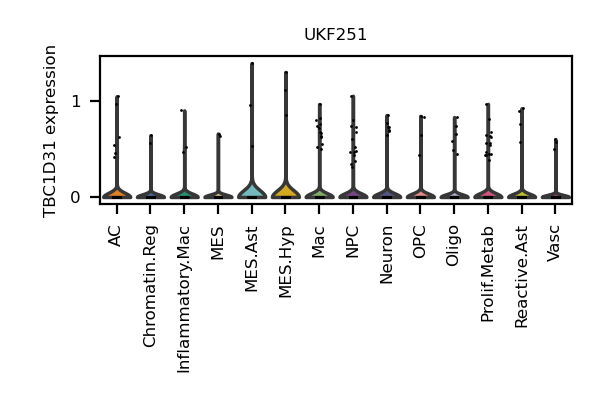 UKF251
TBC1D31 expression
1
0
AC
Chromatin.Reg
Inflammatory.Mac
MES
MES.Ast
MES.Hyp
Mac
NPC
Neuron
OPC
Oligo
Prolif.Metab
Reactive.Ast
Vasc